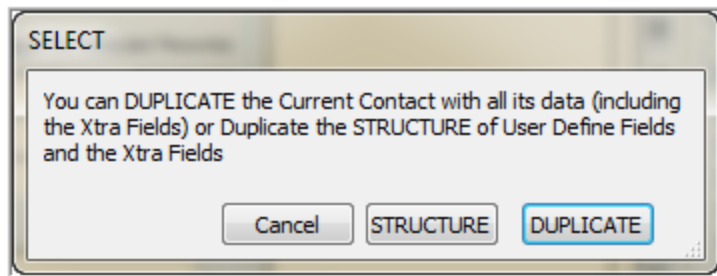 SELECT
You can DUPLICATE the Current Contact with all its data (including
the Xtra Fields) or Duplicate the STRUCTURE of User Define Fields
and the Xtra Fields
Cancel STRUCTURE DUPLICATE